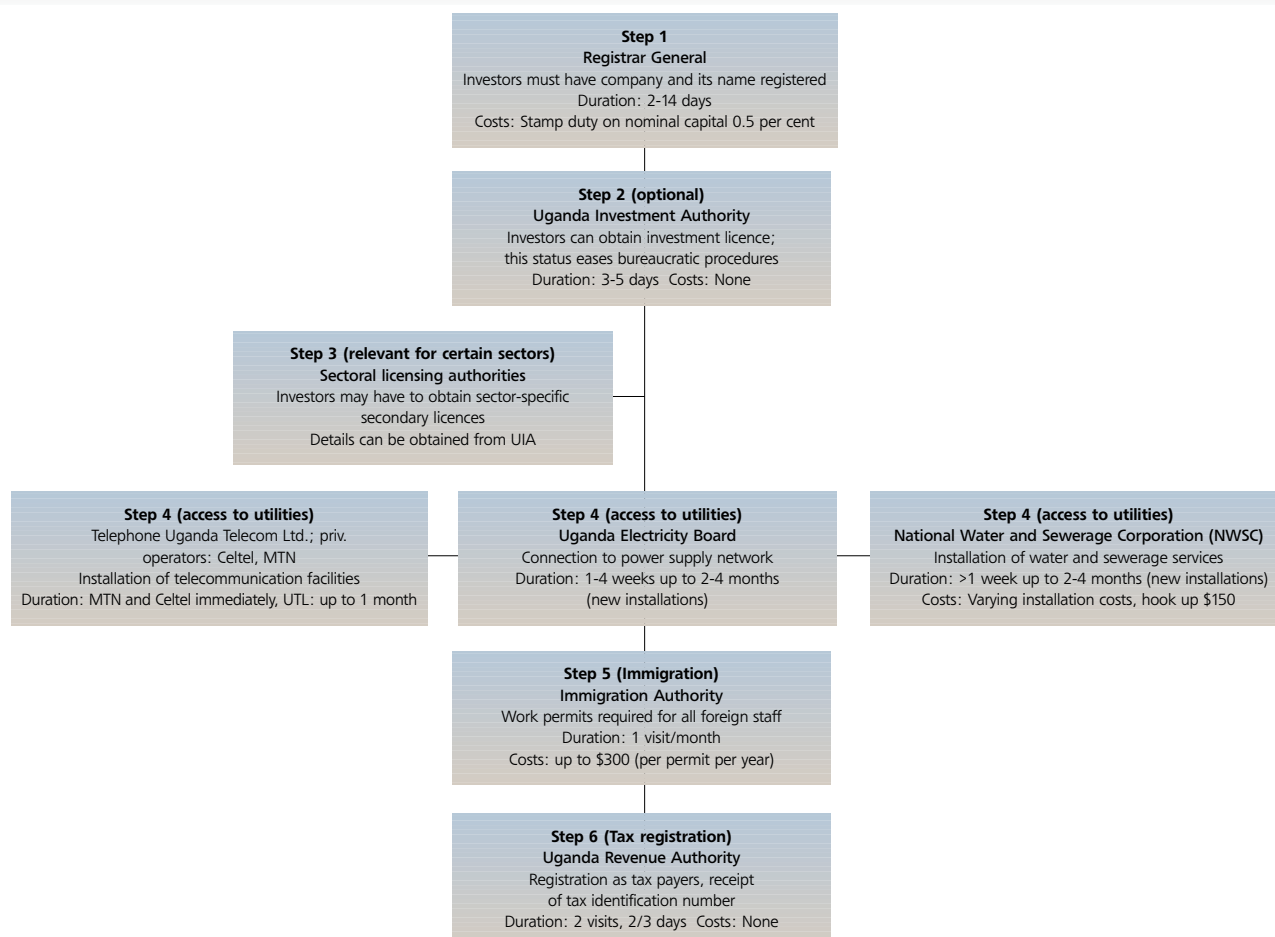 Step 1
Registrar General
Investors must have company and its name registered
Duration: 2-14 days
Costs: Stamp duty on nominal capital 0.5 per cent
Step 2 (optional)
Uganda Investment Authority
Investors can obtain investment licence;
this status eases bureaucratic procedures
Duration: 3-5 days Costs: None
Step 3 (relevant for certain sectors)
Sectoral licensing authorities
Investors may have to obtain sector-specific
secondary licences
Details can be obtained from UIA
Step 4 (access to utilities)
Telephone Uganda Telecom Ltd.; priv.
operators: Celtel, MTN
Installation of telecommunication facilities
Duration: MTN and Celtel immediately, UTL: up to 1 month
Step 4 (access to utilities)
Uganda Electricity Board
Connection to power supply network
Duration: 1-4 weeks up to 2-4 months
(new installations)
Step 4 (access to utilities)
National Water and Sewerage Corporation (NWSC)
Installation of water and sewerage services
Duration: >1 week up to 2-4 months (new installations)
Costs: Varying installation costs, hook up $150
Step 5 (Immigration)
Immigration Authority
Work permits required for all foreign staff
Duration: 1 visit/month
Costs: up to $300 (per permit per year)
Step 6 (Tax registration)
Uganda Revenue Authority
Registration as tax payers, receipt
of tax identification number
Duration: 2 visits, 2/3 days Costs: None